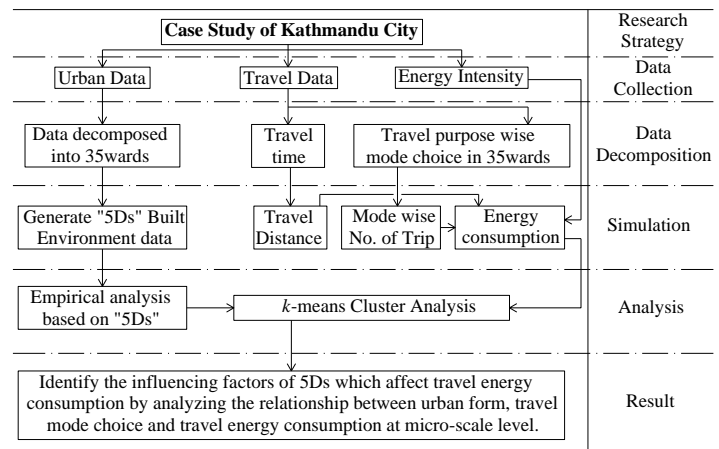 Case Study of Kathmandu City
Research
Strategy
Urban Data
Travel Data
Energy Intensity
Data
Collection
Data decomposed
into 35wards
Travel
time
Travel purpose wise
mode choice in 35wards
Data
Decomposition
Generate "5Ds" Built
Environment data
Travel
Distance
Mode wise
No. of Trip
Energy
consumption
Simulation
Empirical analysis
based on "5Ds"
k-means Cluster Analysis
Analysis
Identify the influencing factors of 5Ds which affect travel energy
consumption by analyzing the relationship between urban form, travel
mode choice and travel energy consumption at micro-scale level.
Result